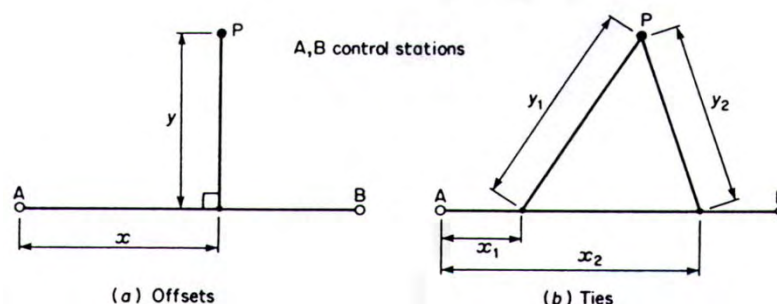 P
A,B control stations
P
y
y₁
y₂
A
B
A
x
x₁
x₂
(a) Offsets
(b) Ties